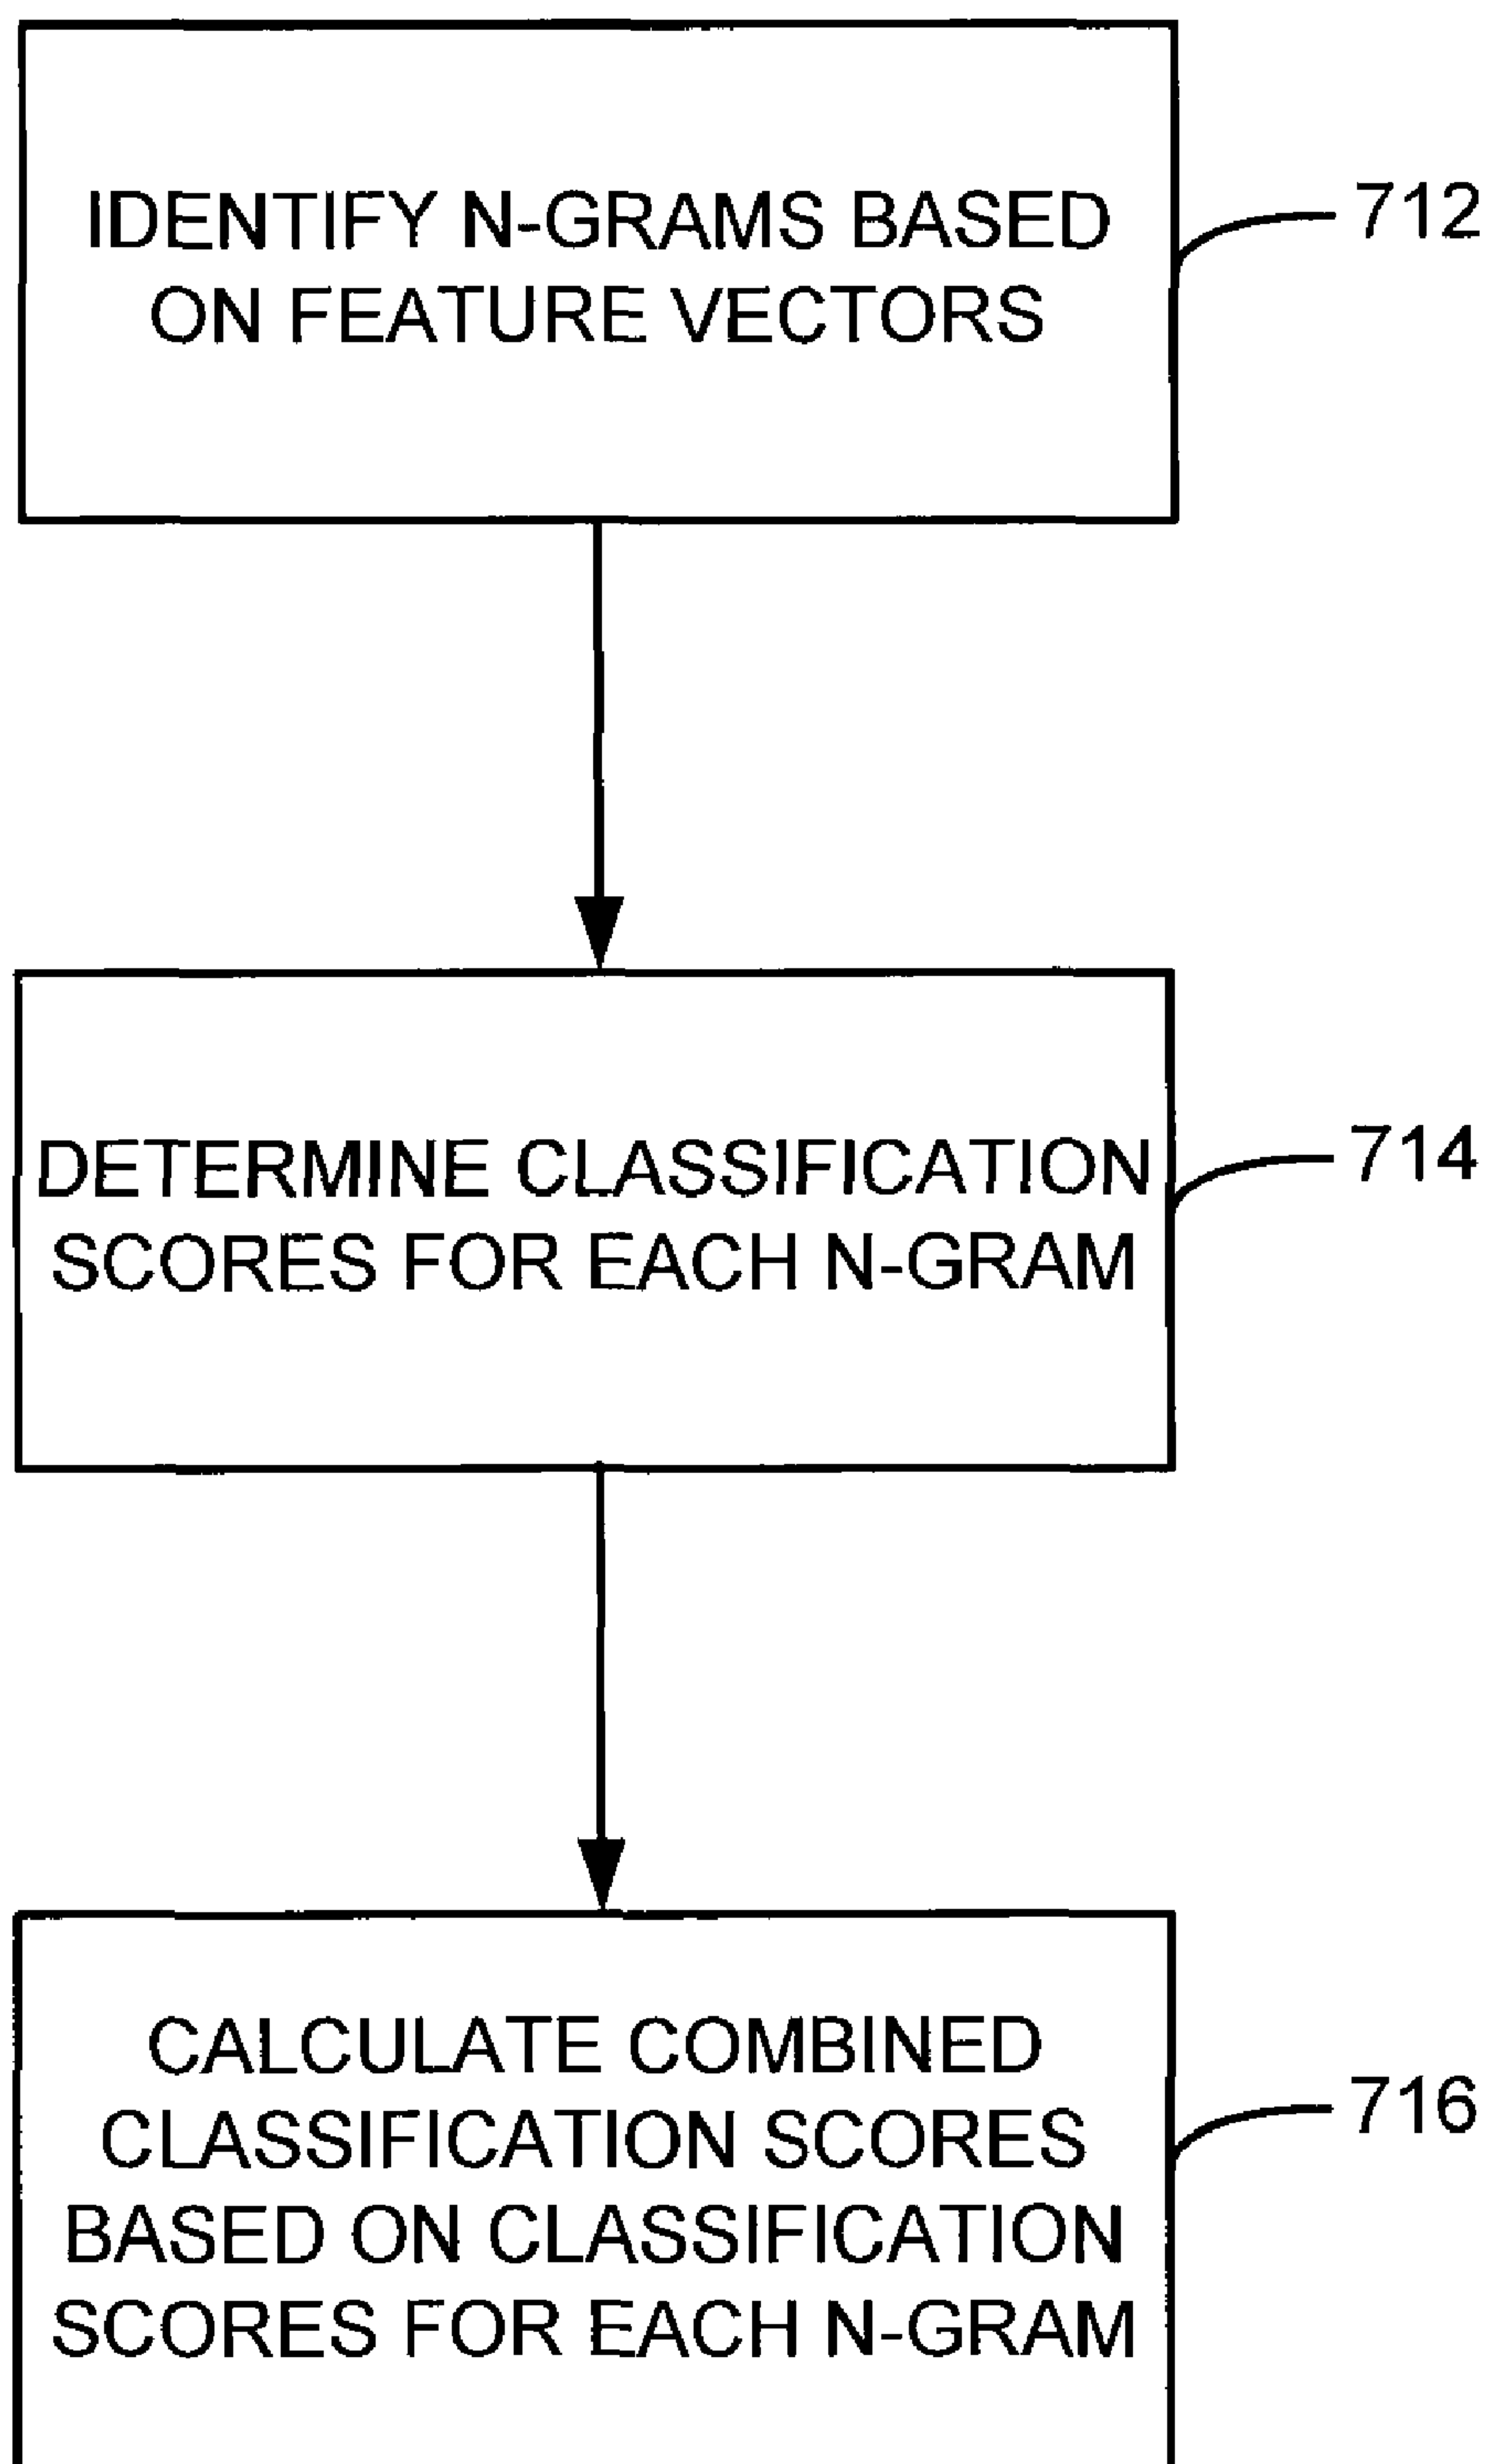 IDENTIFY N-GRAMS BASED
ON FEATURE VECTORS
712
DETERMINE CLASSIFICATION
SCORES FOR EACH N-GRAM
714
CALCULATE COMBINED
CLASSIFICATION SCORES
BASED ON CLASSIFICATION
SCORES FOR EACH N-GRAM
716